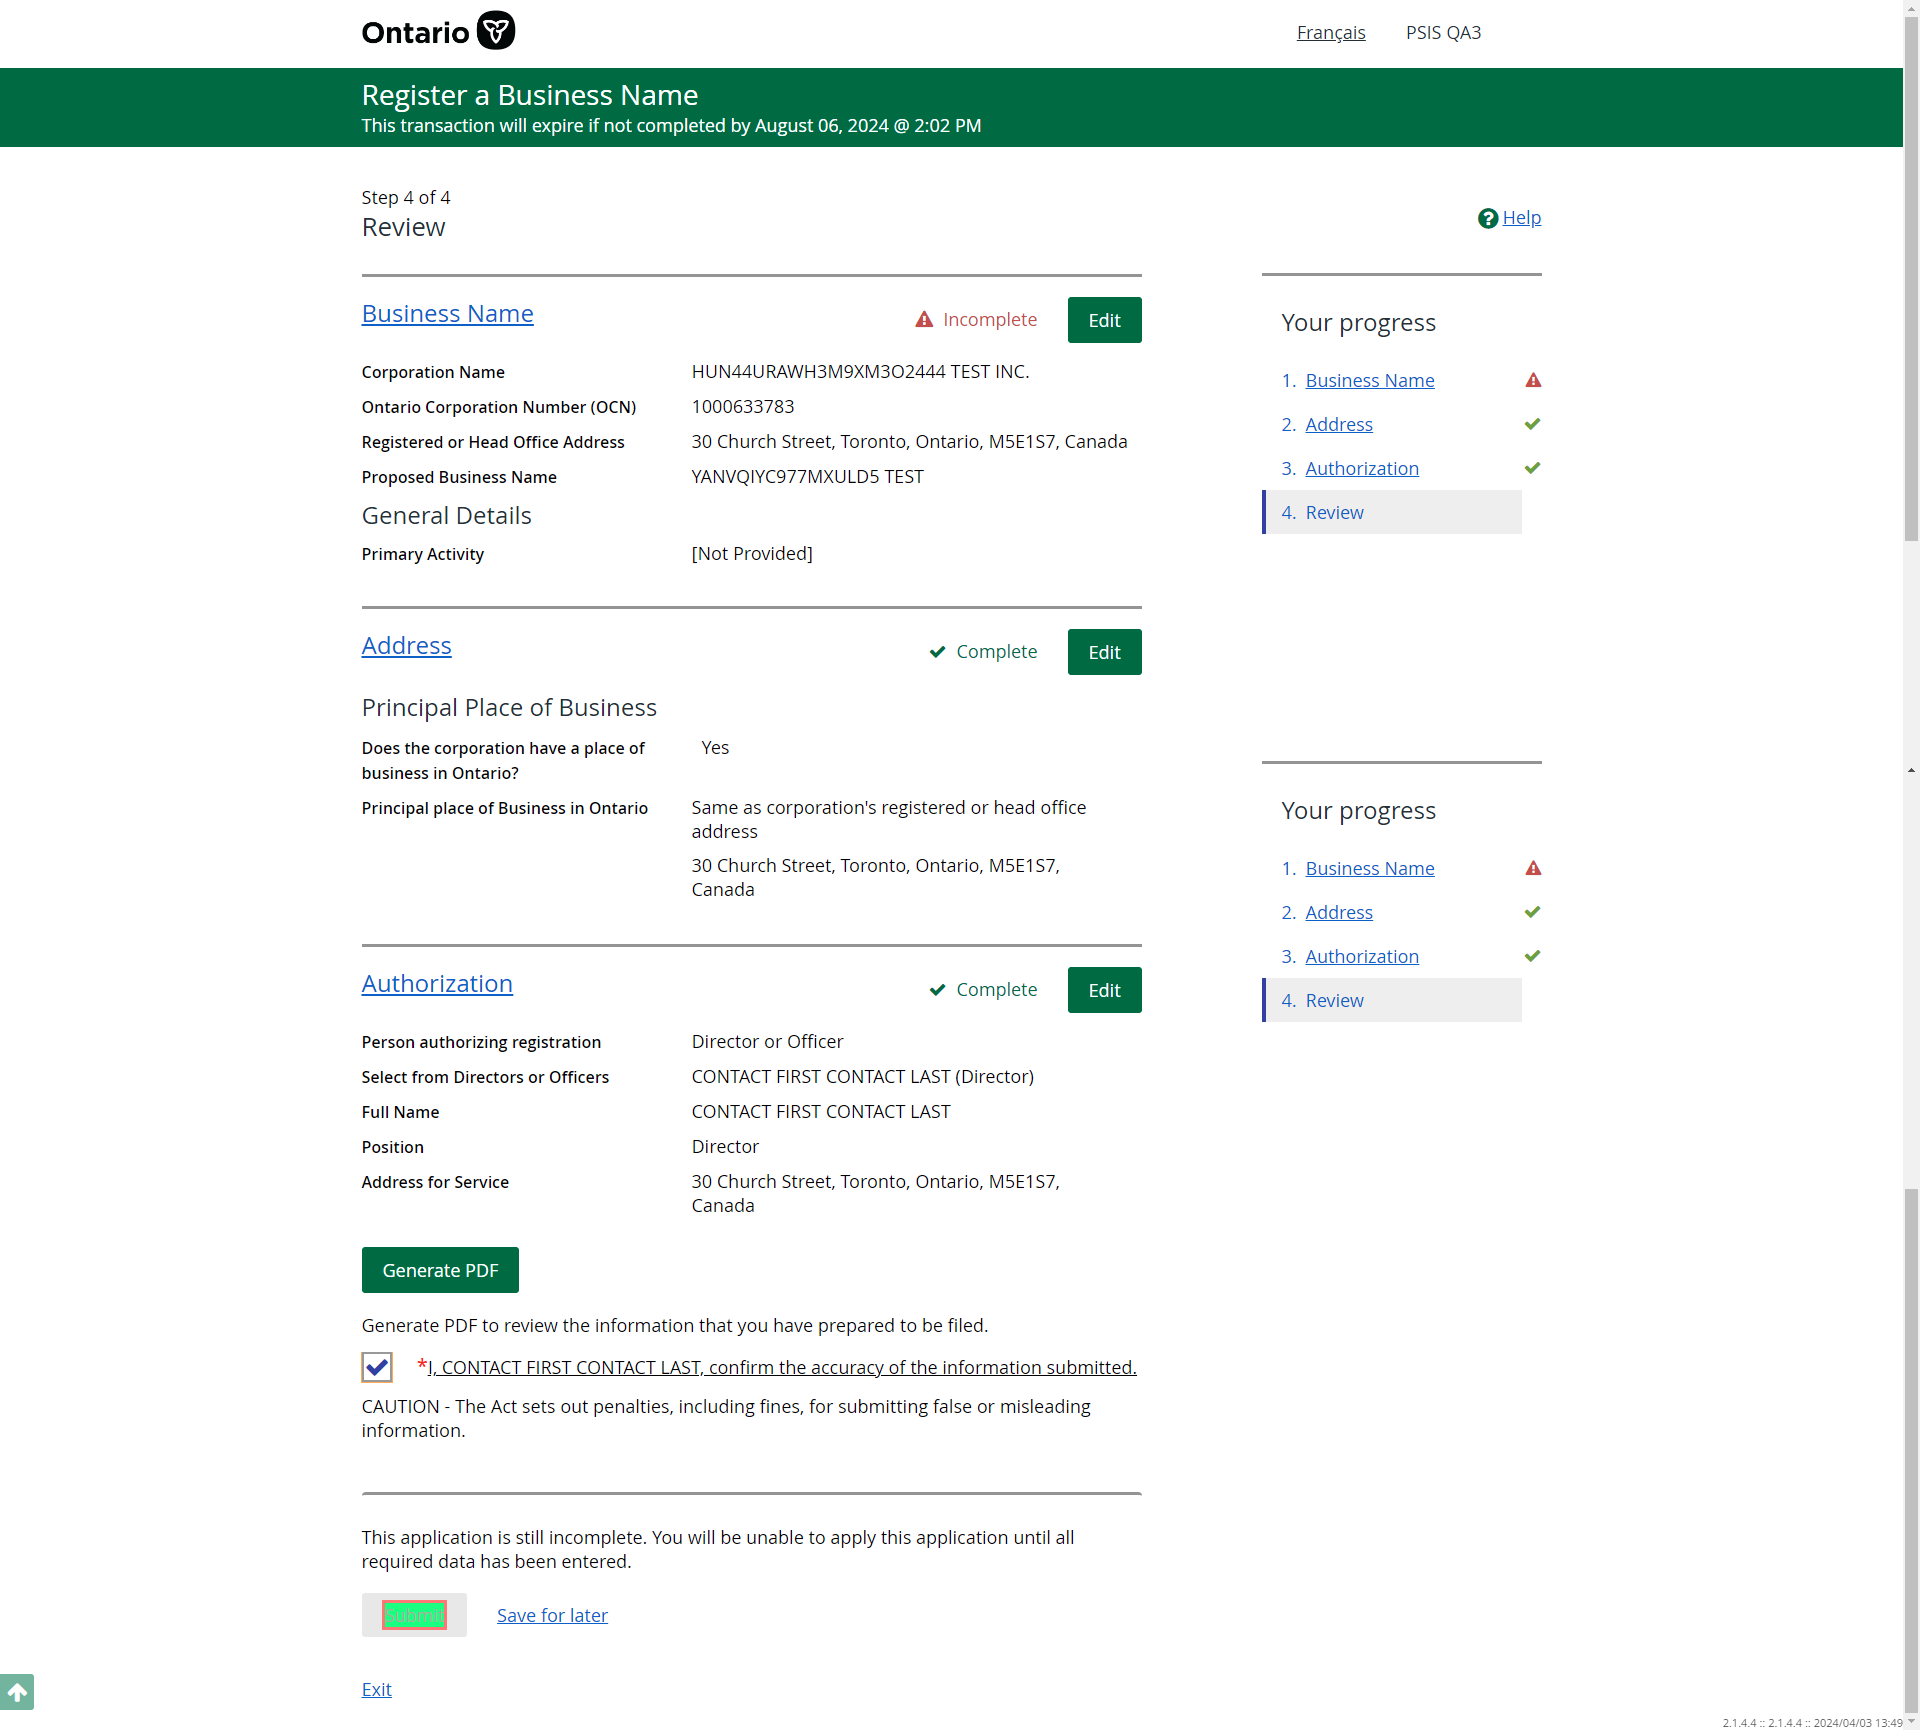 Ontario
Français
PSIS QA3
Register a Business Name
This transaction will expire if not completed by August 06, 2024 @ 2:02 PM
Step 4 of 4
Review
Help
Business Name
Incomplete
Edit
Corporation Name
HUN44URAWH3M9XM3O2444 TEST INC.
Ontario Corporation Number (OCN)
1000633783
Registered or Head Office Address
30 Church Street, Toronto, Ontario, M5E1S7, Canada
Proposed Business Name
YANVQIYC977MXULD5 TEST
General Details
Primary Activity
[Not Provided]
Your progress
1. Business Name
2. Address
3. Authorization
4. Review
Address
Complete
Edit
Principal Place of Business
Does the corporation have a place of
business in Ontario?
Yes
Principal place of Business in Ontario
Same as corporation's registered or head office
address
30 Church Street, Toronto, Ontario, M5E1S7,
Canada
Your progress
1. Business Name
2. Address
3. Authorization
4. Review
Authorization
Complete
Edit
Person authorizing registration
Director or Officer
Select from Directors or Officers
CONTACT FIRST CONTACT LAST (Director)
Full Name
CONTACT FIRST CONTACT LAST
Position
Director
Address for Service
30 Church Street, Toronto, Ontario, M5E1S7,
Canada
Generate PDF
Generate PDF to review the information that you have prepared to be filed.
*I, CONTACT FIRST CONTACT LAST, confirm the accuracy of the information submitted.
CAUTION - The Act sets out penalties, including fines, for submitting false or misleading
information.
This application is still incomplete. You will be unable to apply this application until all
required data has been entered.
Submit
Save for later
Exit
2.1.4.4 :: 2.1.4.4 :: 2024/04/03 13:49